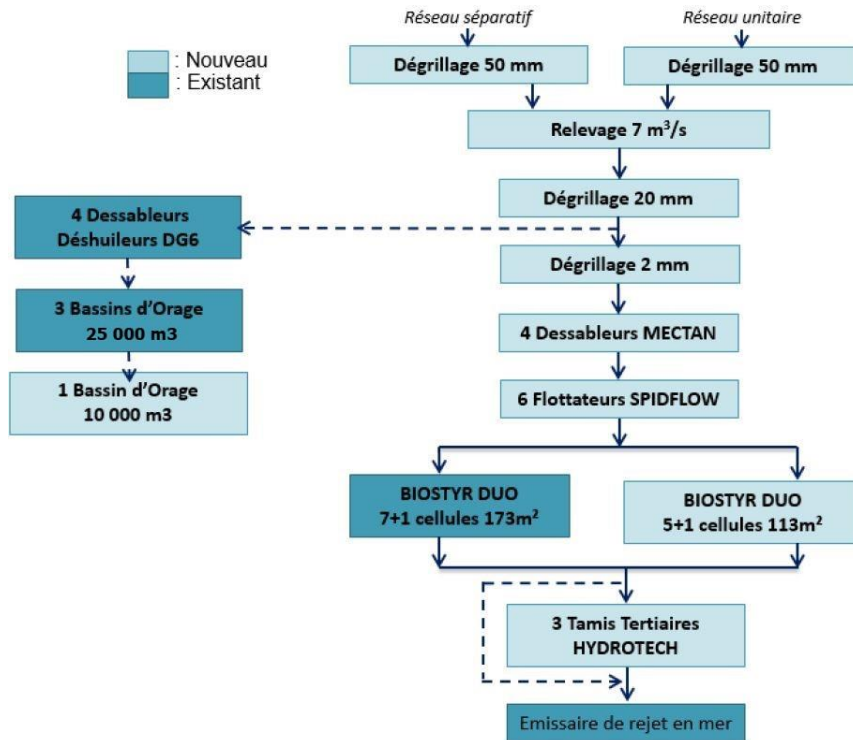 Réseau séparatif
Réseau unitaire
: Nouveau
: Existant
Dégrillage 50 mm
Dégrillage 50 mm
Relevage 7 m³/s
Dégrillage 20 mm
4 Dessableurs
Déshuileurs DG6
Dégrillage 2 mm
3 Bassins d’Orage
25 000 m3
4 Dessableurs MECTAN
1 Bassin d’Orage
10 000 m3
6 Flottateurs SPIDFLOW
BIOSTYR DUO
7+1 cellules 173m²
BIOSTYR DUO
5+1 cellules 113m²
3 Tamis Tertiaires
HYDROTECH
Emissaire de rejet en mer